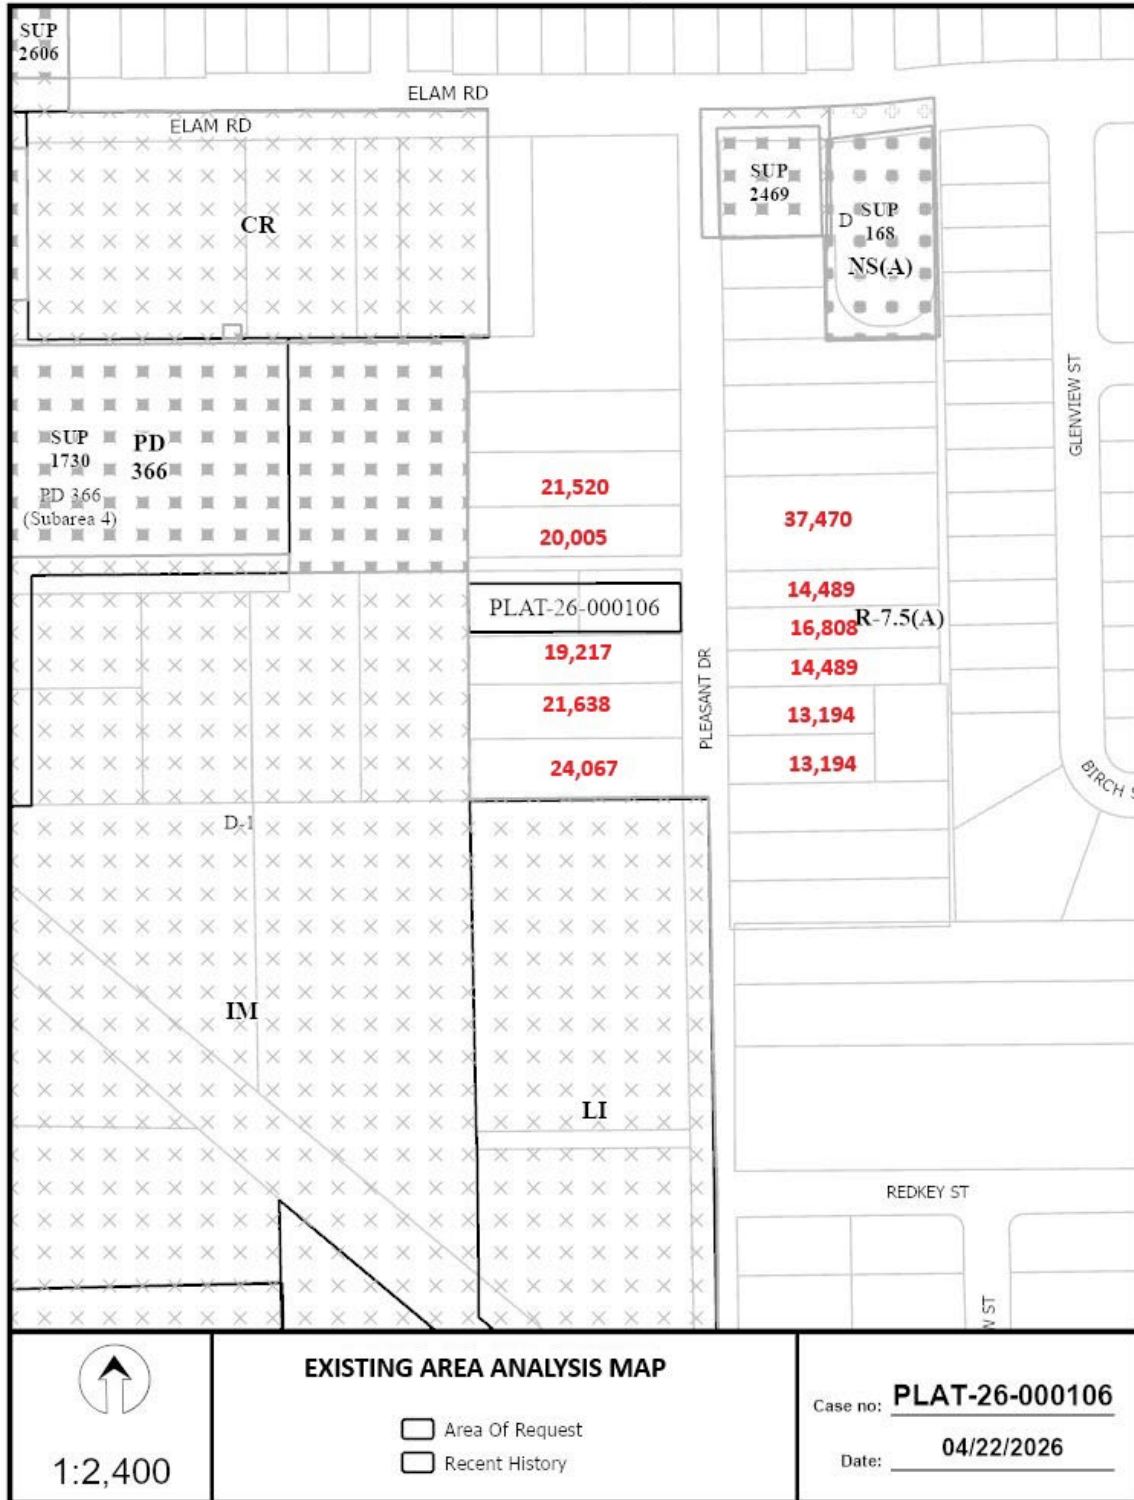 SUP
2606
ELAM RD
ELAM RD
SUP
2469
D
SUP
168
NS(A)
CR
GLENVIEW ST
SUP
1730
PD
366
PD 366
(Subarea 4)
21,520
20,005
37,470
14,489
PLAT-26-000106
16,808
R-7.5(A)
19,217
14,489
21,638
PLEASANT DR
13,194
24,067
13,194
BIRCH S
D-1
IM
LI
REDKEY ST
W ST
EXISTING AREA ANALYSIS MAP
Area Of Request
Recent History
1:2,400
Case no: PLAT-26-000106
Date: 04/22/2026